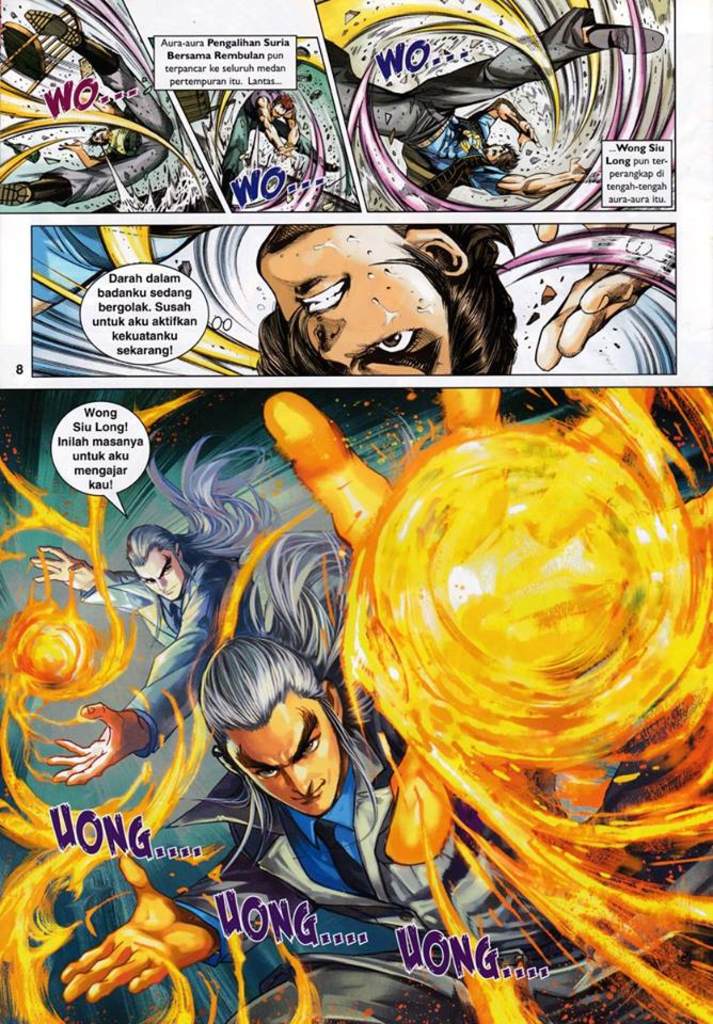 WO....
Aura-aura Pengalihan Suria
Bersama Rembulan pun
terpancar ke seluruh medan
pertempuran itu. Lantas...
WO...
WO...
...Wong Siu
Long pun ter-
perangkap di
tengah-tengah
aura-aura itu.
Darah dalam
badanku sedang
bergolak. Susah
untuk aku aktifkan
kekuatanku
sekarang!
8
Wong
Siu Long!
Inilah masanya
untuk aku
mengajar
kau!
UONG....
UONG....
UONG....